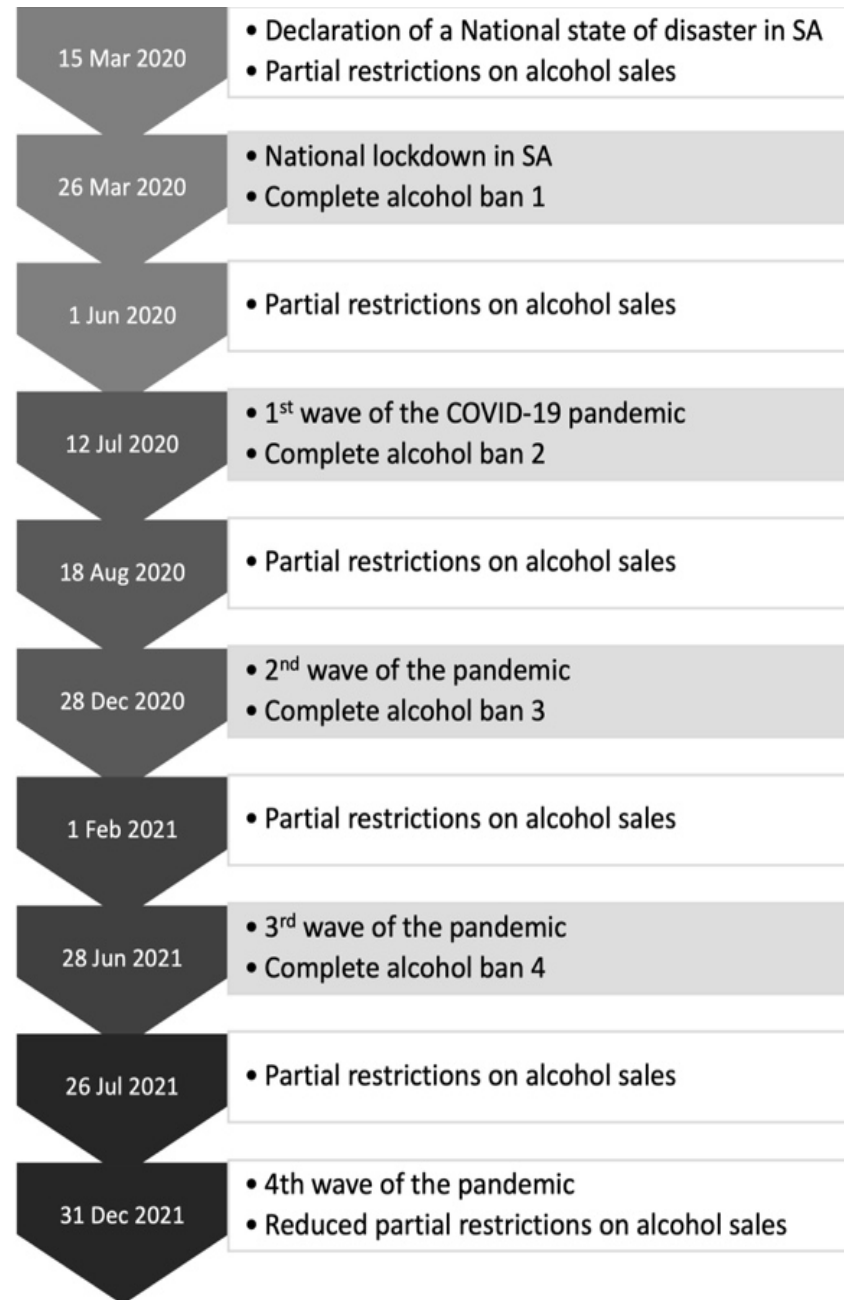 15 Mar 2020
• Declaration of a National state of disaster in SA
• Partial restrictions on alcohol sales
26 Mar 2020
• National lockdown in SA
• Complete alcohol ban 1
1 Jun 2020
• Partial restrictions on alcohol sales
12 Jul 2020
• 1st wave of the COVID-19 pandemic
• Complete alcohol ban 2
18 Aug 2020
• Partial restrictions on alcohol sales
28 Dec 2020
• 2nd wave of the pandemic
• Complete alcohol ban 3
1 Feb 2021
• Partial restrictions on alcohol sales
28 Jun 2021
• 3rd wave of the pandemic
• Complete alcohol ban 4
26 Jul 2021
• Partial restrictions on alcohol sales
31 Dec 2021
• 4th wave of the pandemic
• Reduced partial restrictions on alcohol sales